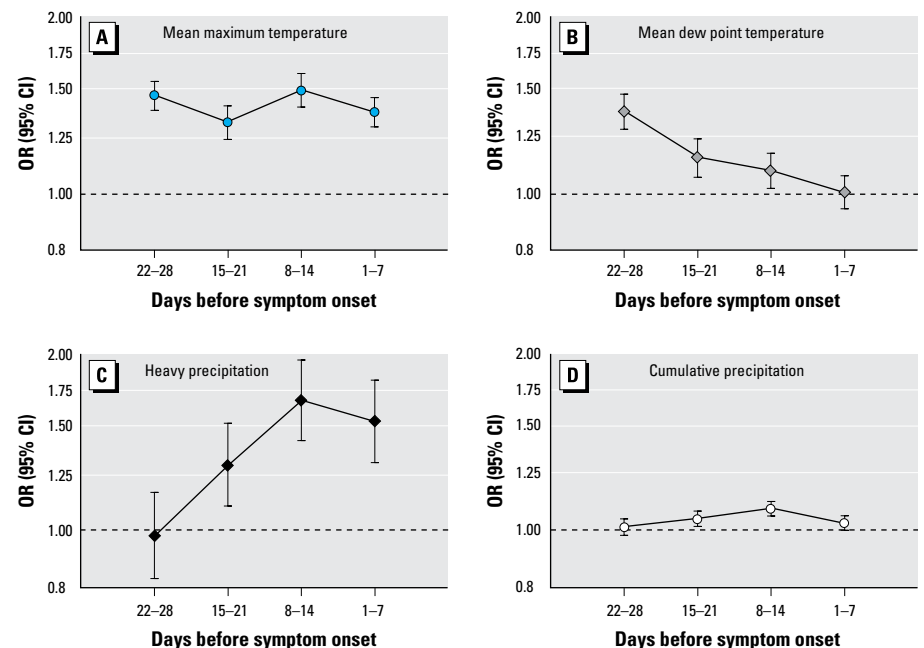 A
Mean maximum temperature
2.00
1.75
1.50
1.25
1.00
0.8
OR (95% CI)
22–28
15–21
8–14
1–7
Days before symptom onset
B
Mean dew point temperature
2.00
1.75
1.50
1.25
1.00
0.8
OR (95% CI)
22–28
15–21
8–14
1–7
Days before symptom onset
C
Heavy precipitation
2.00
1.75
1.50
1.25
1.00
0.8
OR (95% CI)
22–28
15–21
8–14
1–7
Days before symptom onset
D
Cumulative precipitation
2.00
1.75
1.50
1.25
1.00
0.8
OR (95% CI)
22–28
15–21
8–14
1–7
Days before symptom onset